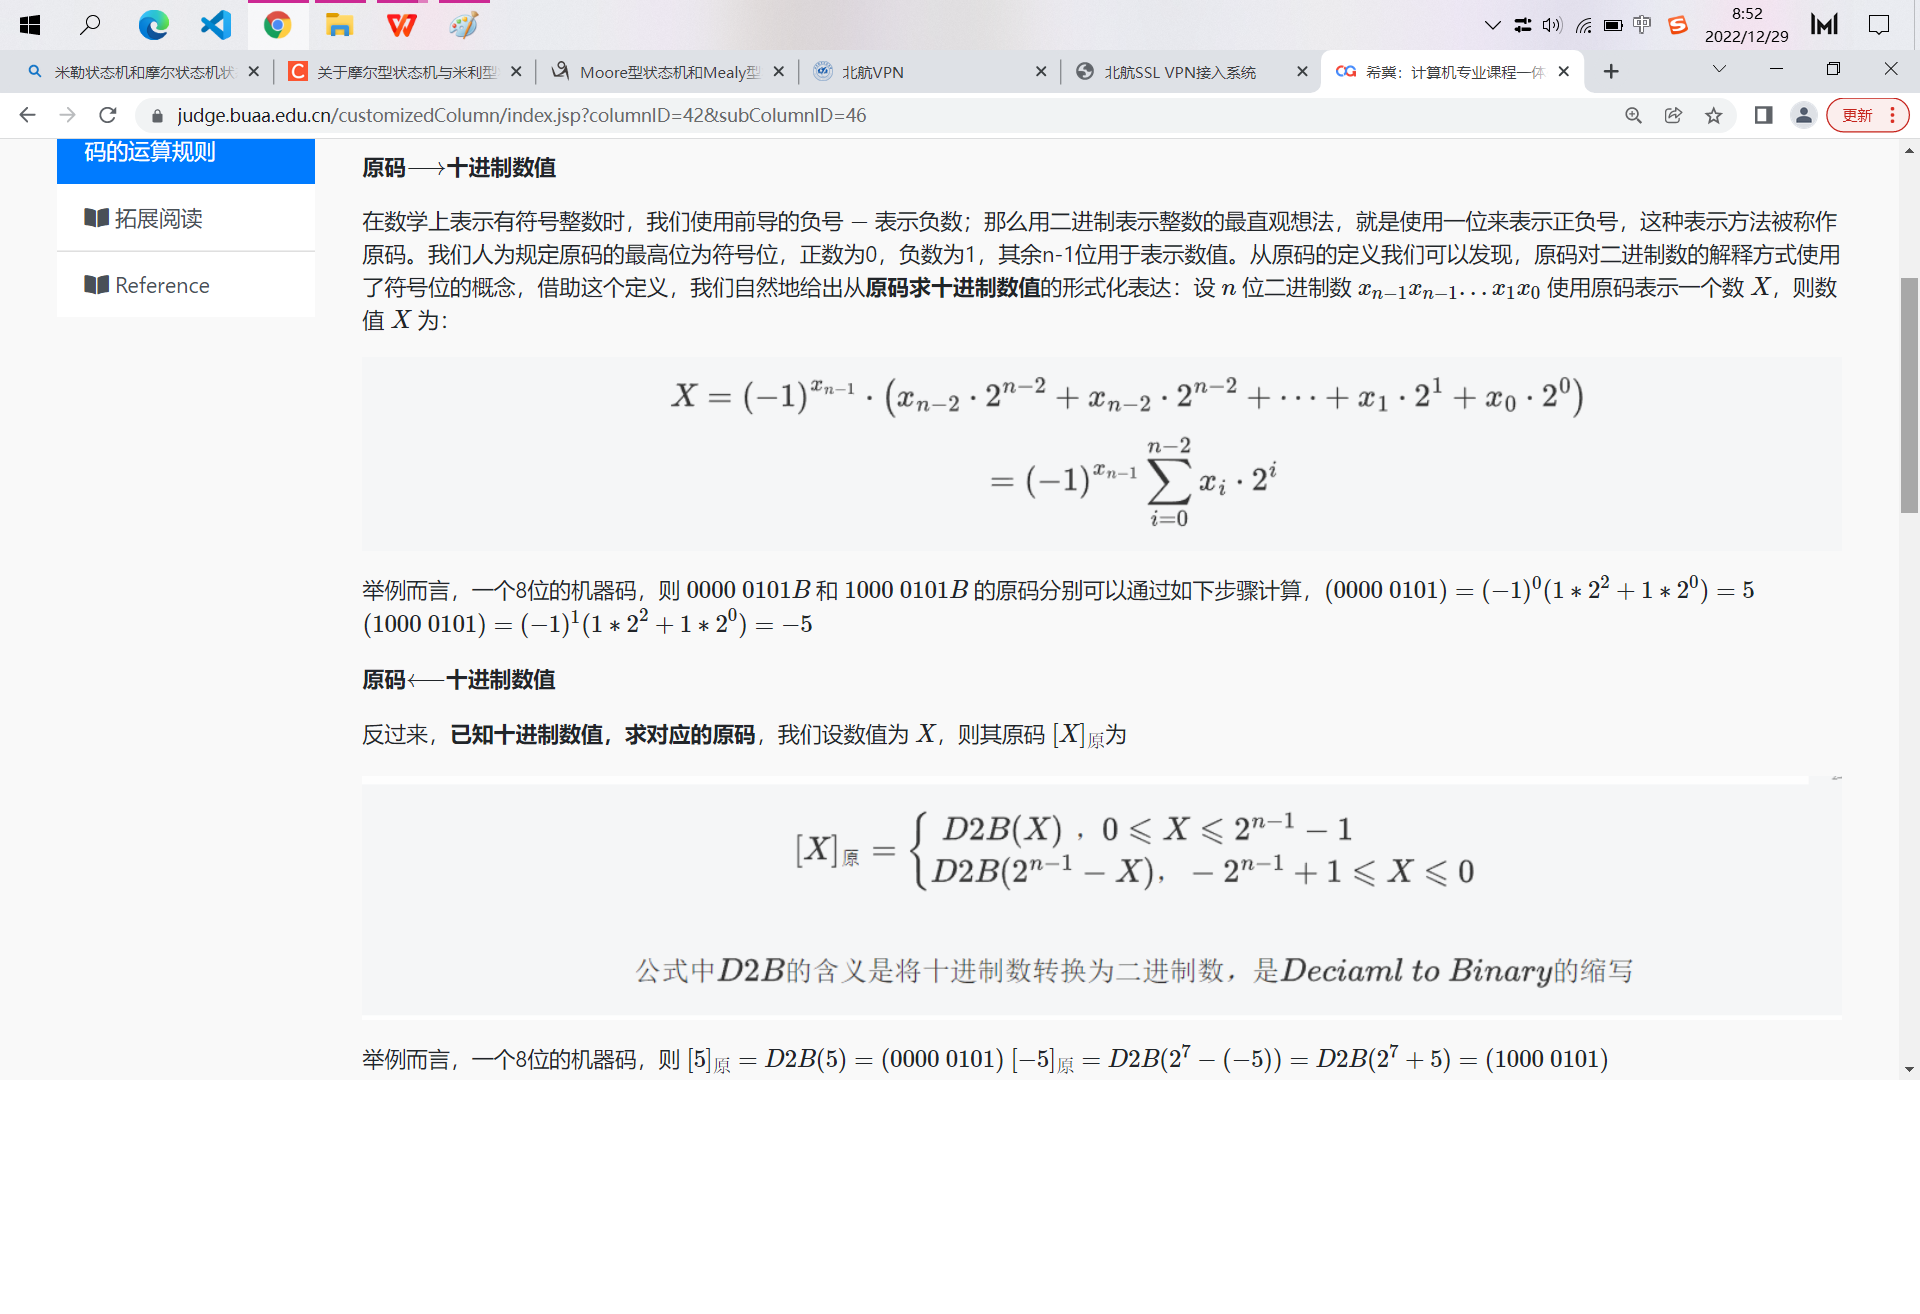 8:52
2022/12/29
中
米勒状态机和摩尔状态机状
关于摩尔型状态机与米利型
Moore型状态机和Mealy型
北航VPN
北航SSL VPN接入系统
希冀：计算机专业课程一体
judge.buaa.edu.cn/customizedColumn/index.jsp?columnID=42&subColumnID=46
更新
码的运算规则
拓展阅读
Reference
原码⟶十进制数值
在数学上表示有符号整数时，我们使用前导的负号 − 表示负数；那么用二进制表示整数的最直观想法，就是使用一位来表示正负号，这种表示方法被称作
原码。我们人为规定原码的最高位为符号位，正数为0，负数为1，其余n-1位用于表示数值。从原码的定义我们可以发现，原码对二进制数的解释方式使用
了符号位的概念，借助这个定义，我们自然地给出从原码求十进制数值的形式化表达：设 n 位二进制数 x_{n−1}x_{n−1}…x_1x_0 使用原码表示一个数 X，则数
值 X 为：
X = (−1)^{x_{n−1}} · (x_{n−2} · 2^{n−2} + x_{n−2} · 2^{n−2} + ··· + x_1 · 2^1 + x_0 · 2^0)
= (−1)^{x_{n−1}} ∑_{i=0}^{n−2} x_i · 2^i
举例而言，一个8位的机器码，则 0000 0101B 和 1000 0101B 的原码分别可以通过如下步骤计算，(0000 0101) = (−1)^0(1 ∗ 2^2 + 1 ∗ 2^0) = 5
(1000 0101) = (−1)^1(1 ∗ 2^2 + 1 ∗ 2^0) = −5
原码⟵十进制数值
反过来，已知十进制数值，求对应的原码，我们设数值为 X，则其原码 [X]_原为
[X]_原 = { D2B(X) ，0 ⩽ X ⩽ 2^{n−1} − 1
D2B(2^{n−1} − X)， − 2^{n−1} + 1 ⩽ X ⩽ 0
公式中D2B的含义是将十进制数转换为二进制数，是Deciaml to Binary的缩写
举例而言，一个8位的机器码，则 [5]_原 = D2B(5) = (0000 0101) [−5]_原 = D2B(2^7 − (−5)) = D2B(2^7 + 5) = (1000 0101)